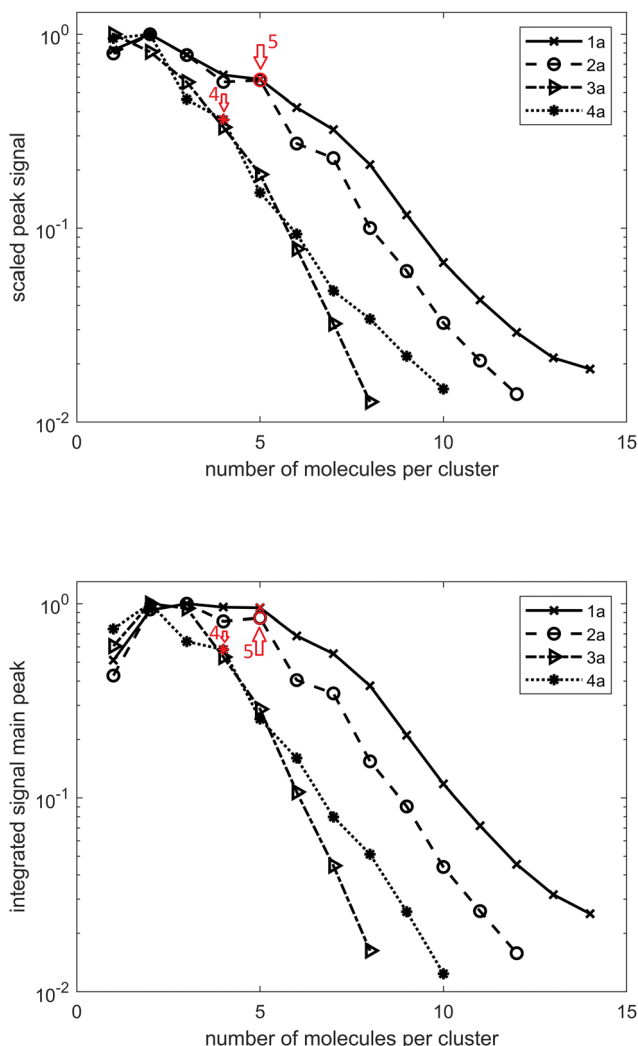 10^0
10^-1
10^-2
scaled peak signal
5
4
1a
2a
3a
4a
0
5
10
15
number of molecules per cluster
10^0
10^-1
10^-2
integrated signal main peak
4
5
1a
2a
3a
4a
0
5
10
15
number of molecules per cluster